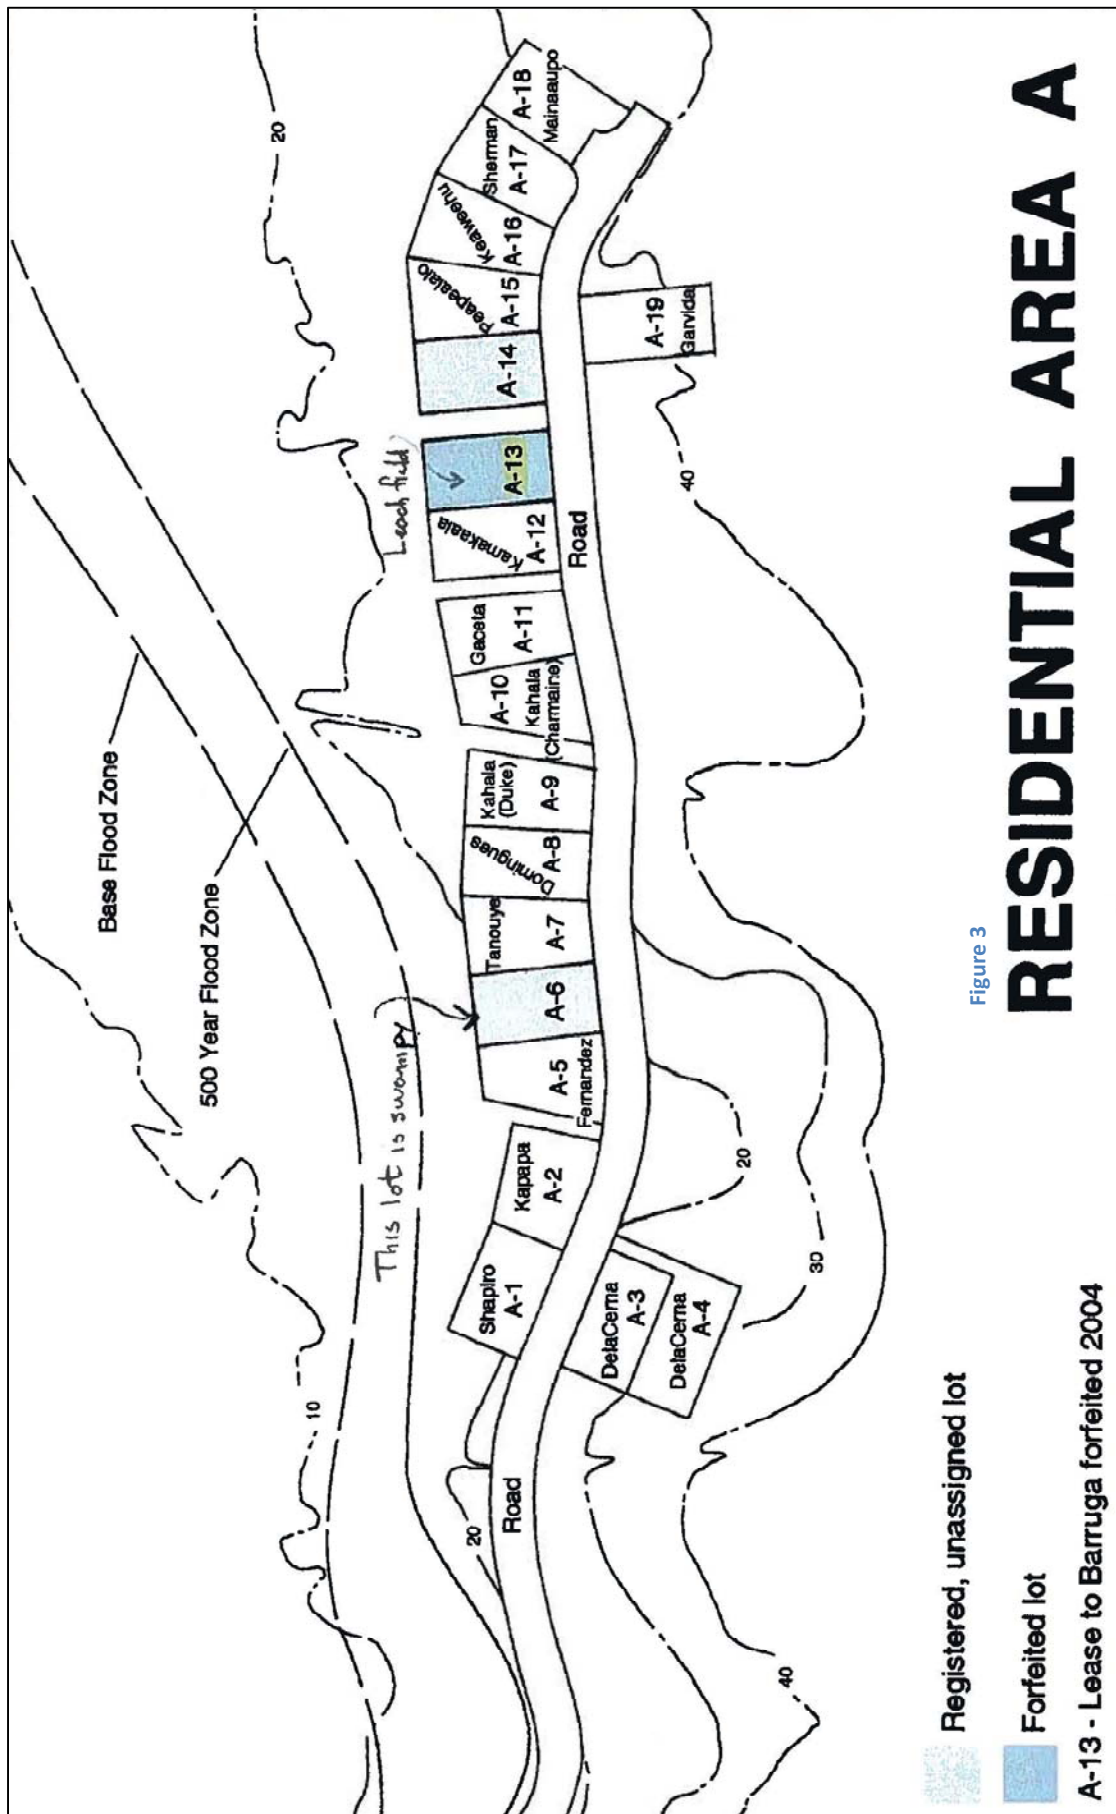 Base Flood Zone
500 Year Flood Zone
20
10
This lot is swampy
Leach field
Shapiro
A-1
Kapapa
A-2
DelaCerna
A-3
DelaCerna
A-4
A-5
Fernandez
A-6
Tanouye
A-7
Domingues
A-8
Kahala
(Duke)
A-9
A-10
Kahala
(Charmaine)
Gaceta
A-11
Kamakaala
A-12
A-13
A-14
Peapealalo
A-15
Keaweehu
A-16
Sherman
A-17
A-18
Mainaaupo
A-19
Garvida
20
Road
Road
20
30
40
40
Figure 3
RESIDENTIAL AREA A
Registered, unassigned lot
Forfeited lot
A-13 - Lease to Barruga forfeited 2004